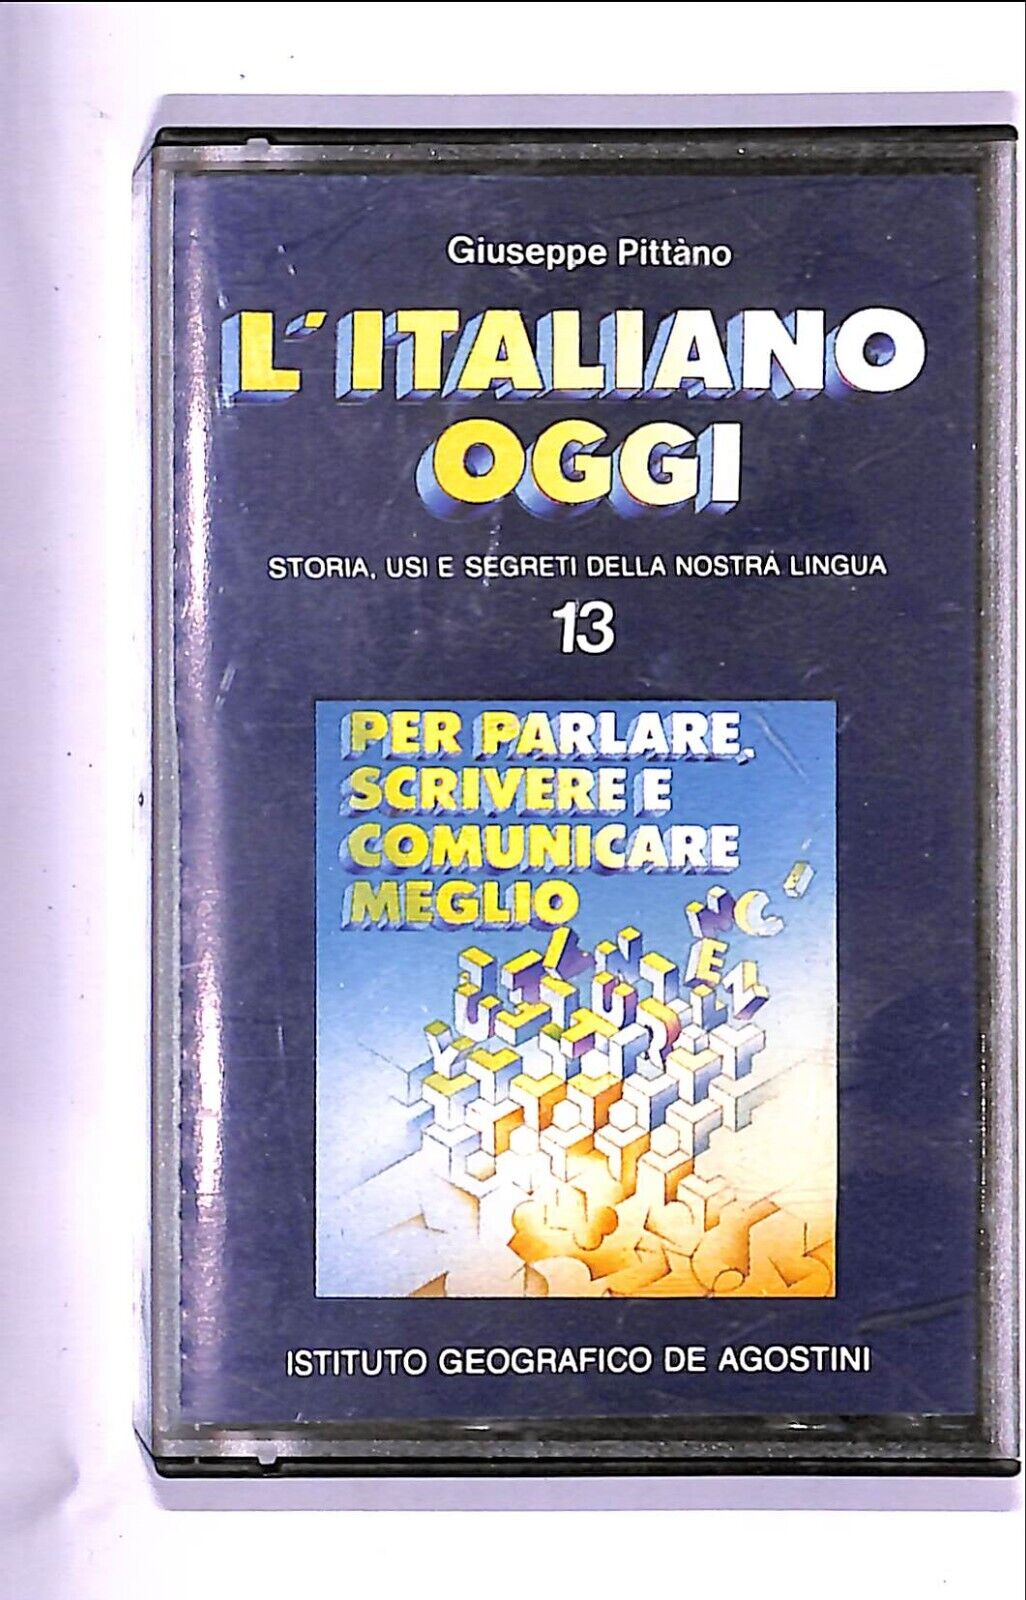 Giuseppe Pittàno
L'ITALIANO
OGGI
STORIA, USI E SEGRETI DELLA NOSTRA LINGUA
13
PER PARLARE,
SCRIVERE E
COMUNICARE
MEGLIO
ISTITUTO GEOGRAFICO DE AGOSTINI